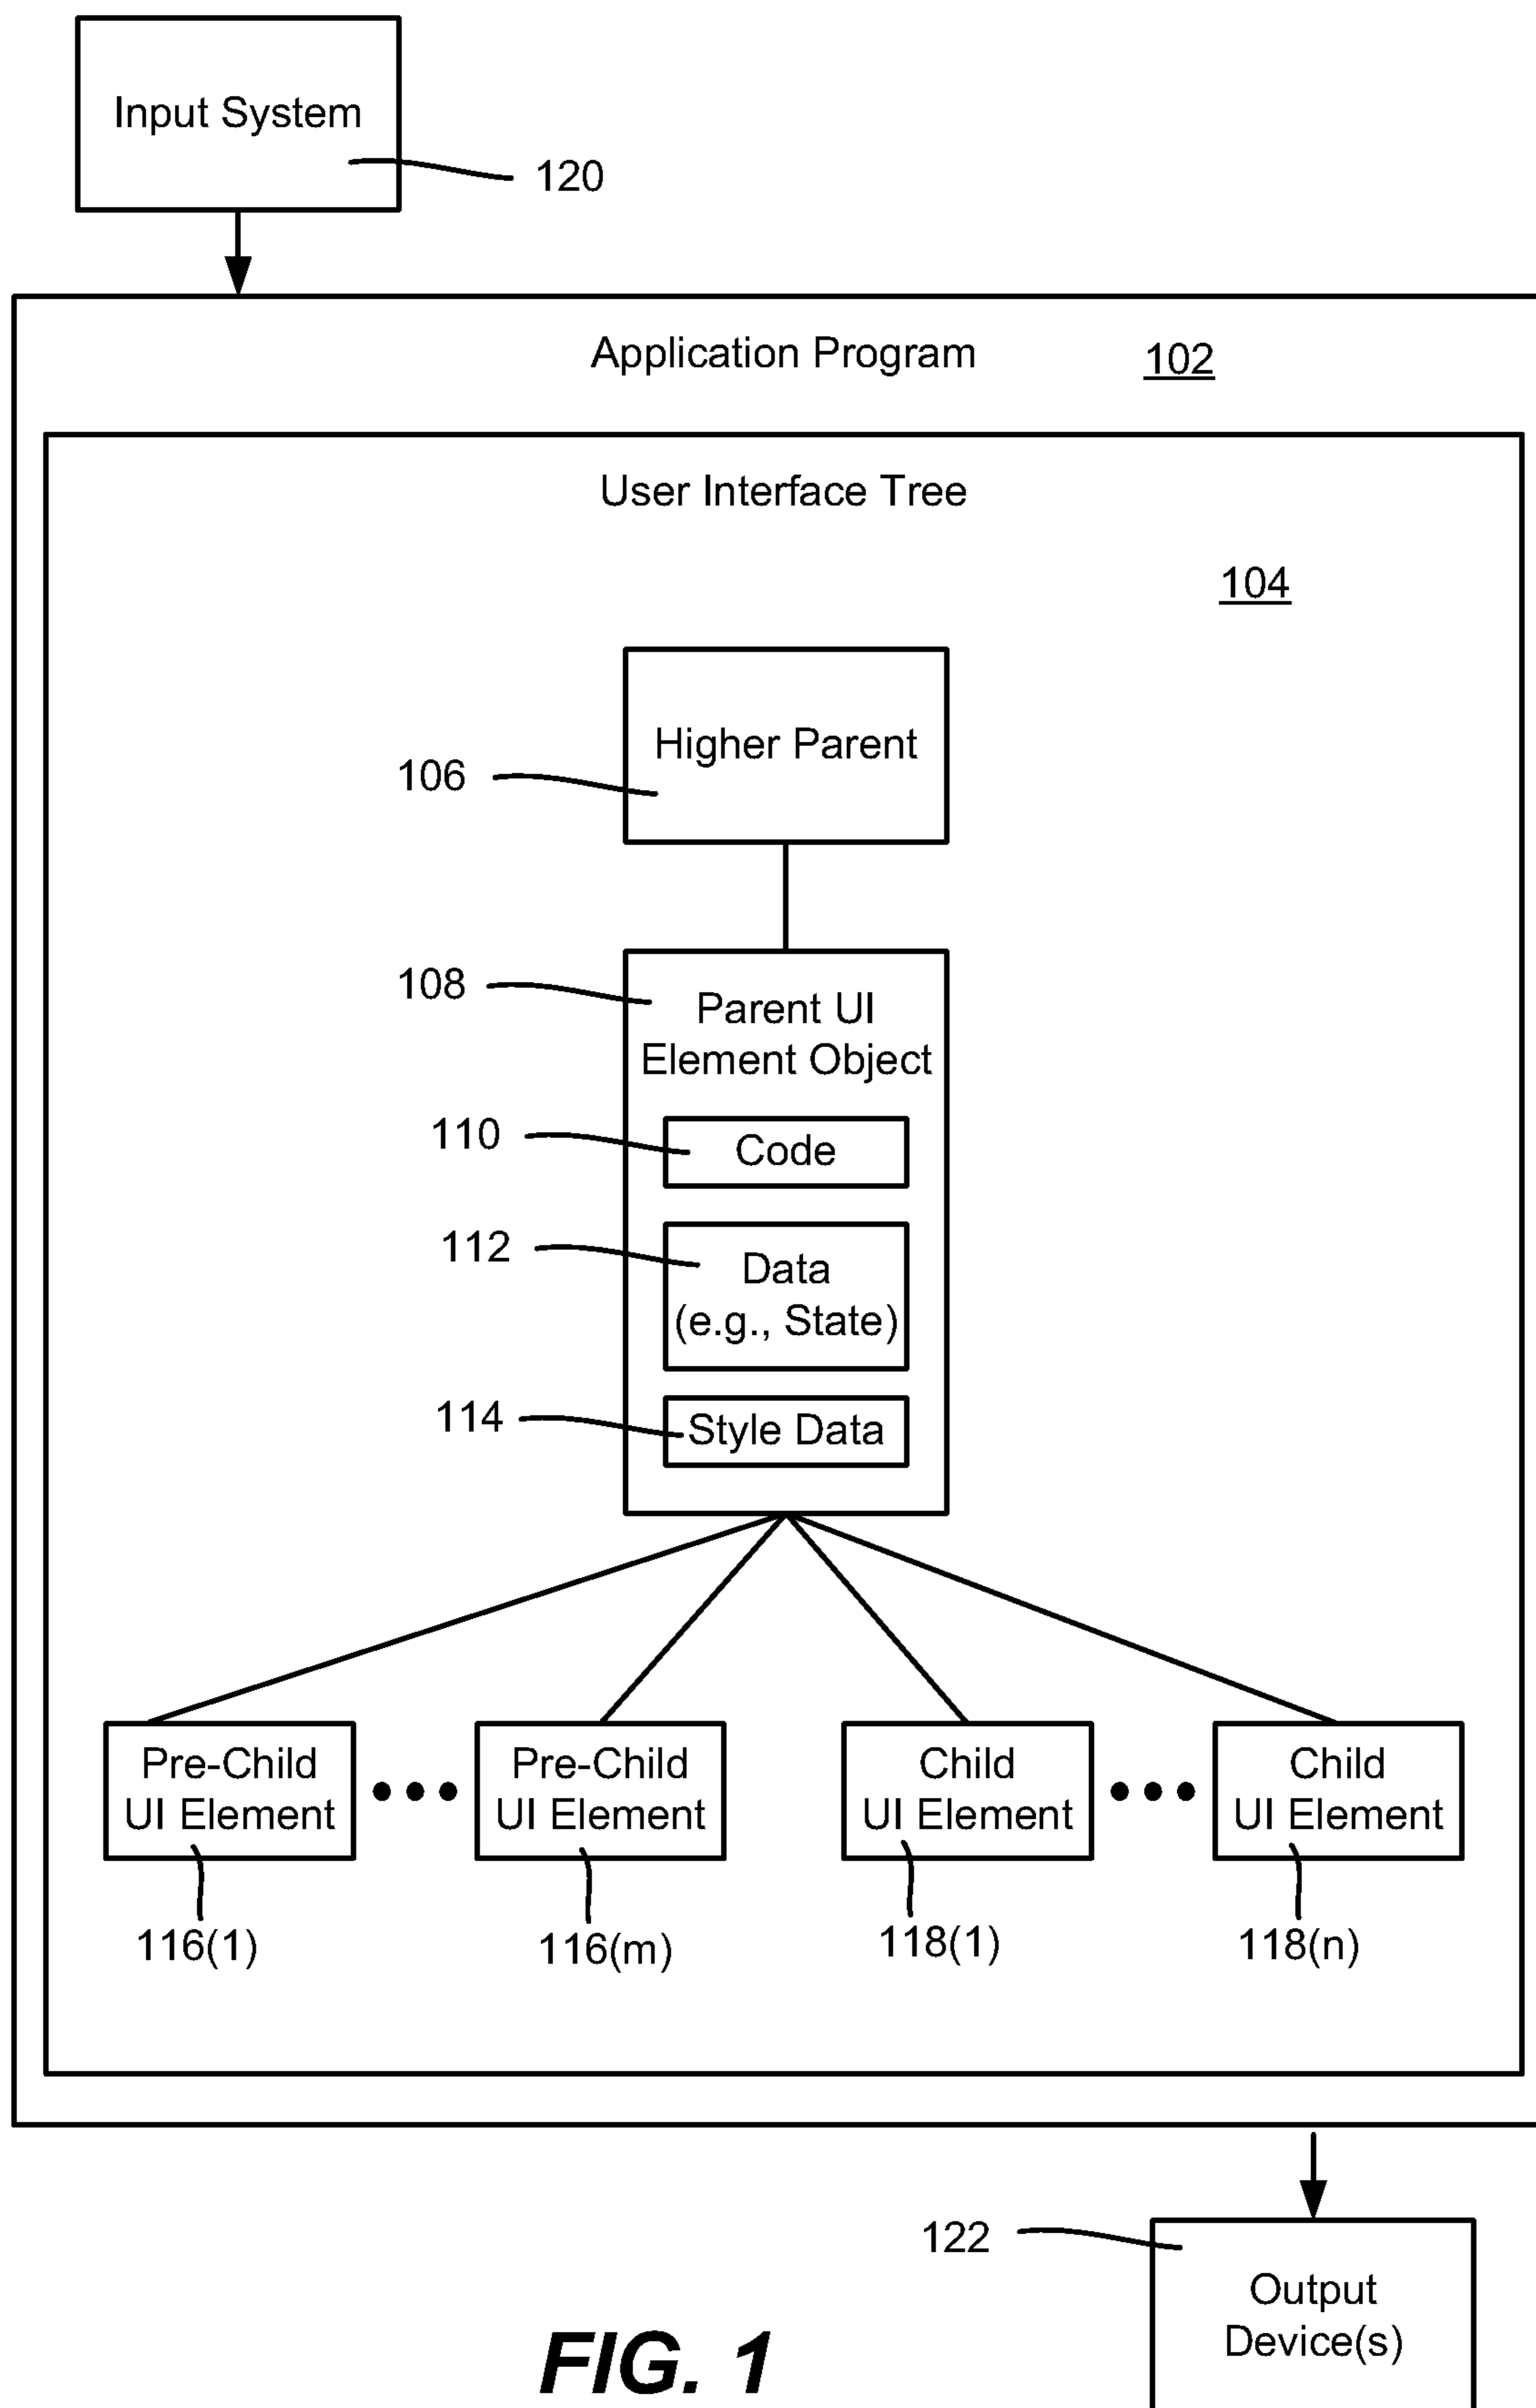 Input System
120
Application Program
102
User Interface Tree
104
Higher Parent
106
108
Parent UI
Element Object
110
Code
112
Data
(e.g., State)
114
Style Data
Pre-Child
UI Element
Pre-Child
UI Element
Child
UI Element
Child
UI Element
116(1)
116(m)
118(1)
118(n)
122
Output
Device(s)
FIG. 1